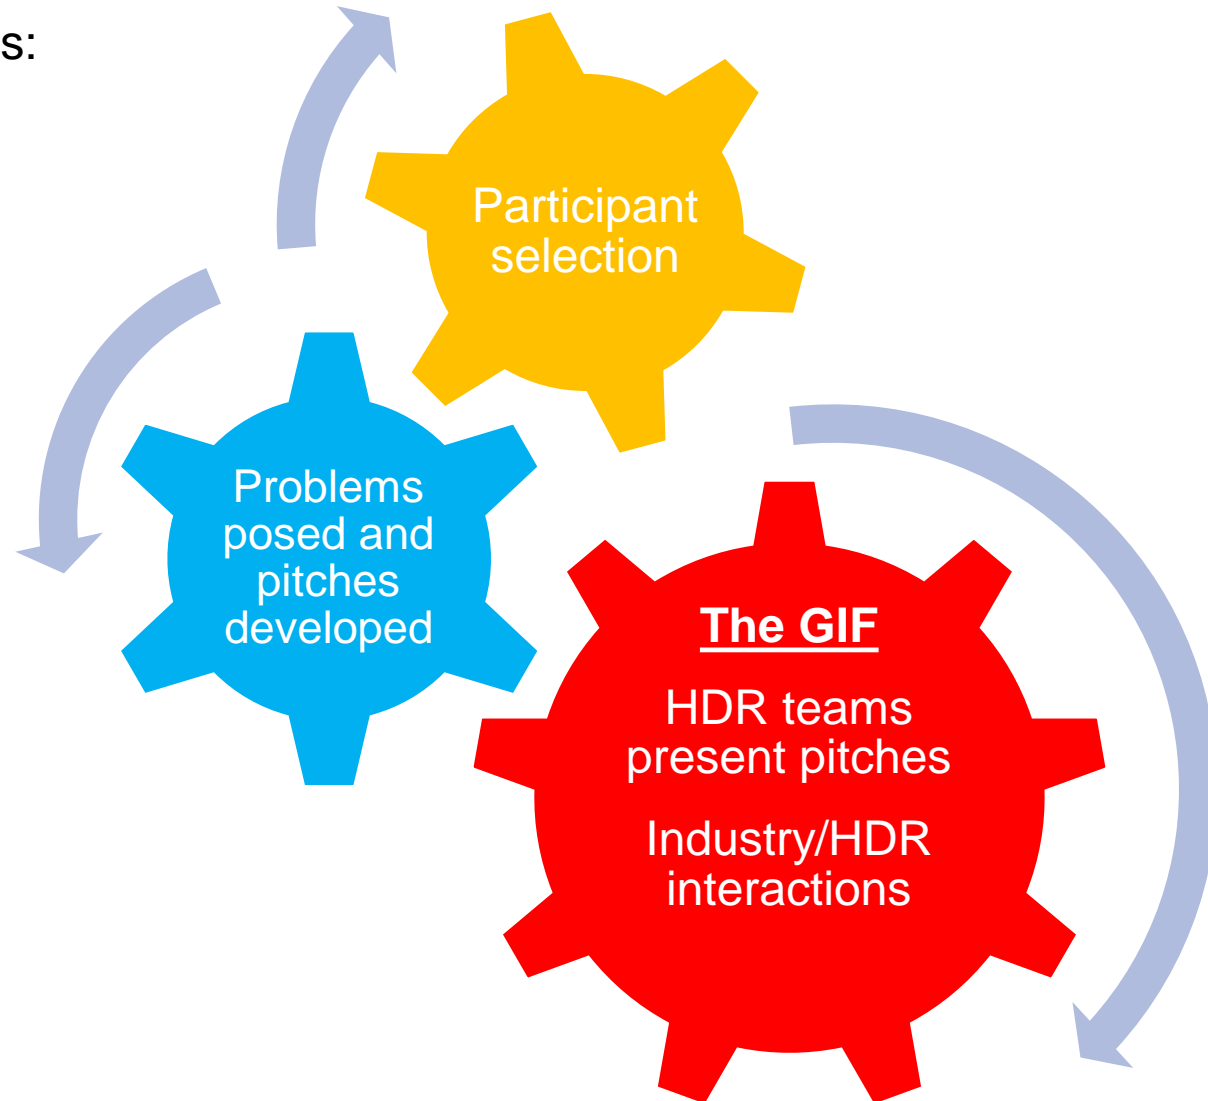 s:
Participant
selection
Problems
posed and
pitches
developed
The GIF
HDR teams
present pitches
Industry/HDR
interactions